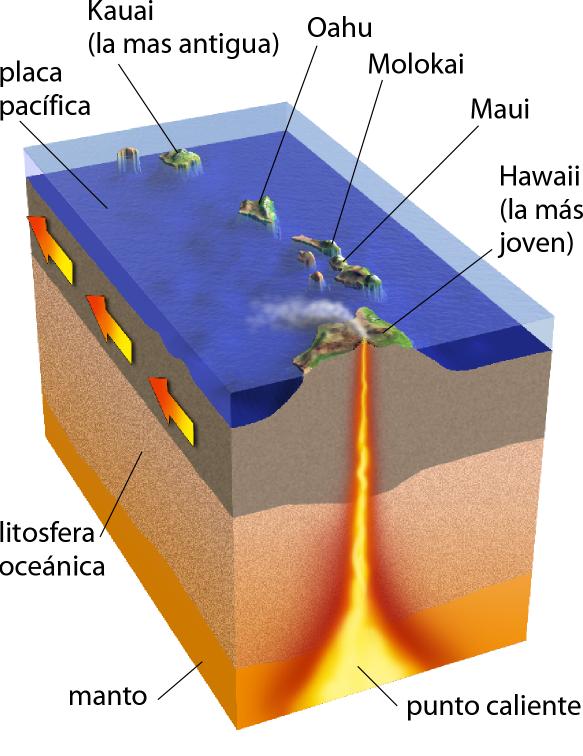 Kauai
(la mas antigua)
Oahu
Molokai
Maui
placa
pacífica
Hawaii
(la más
joven)
litosfera
oceánica
manto
punto caliente